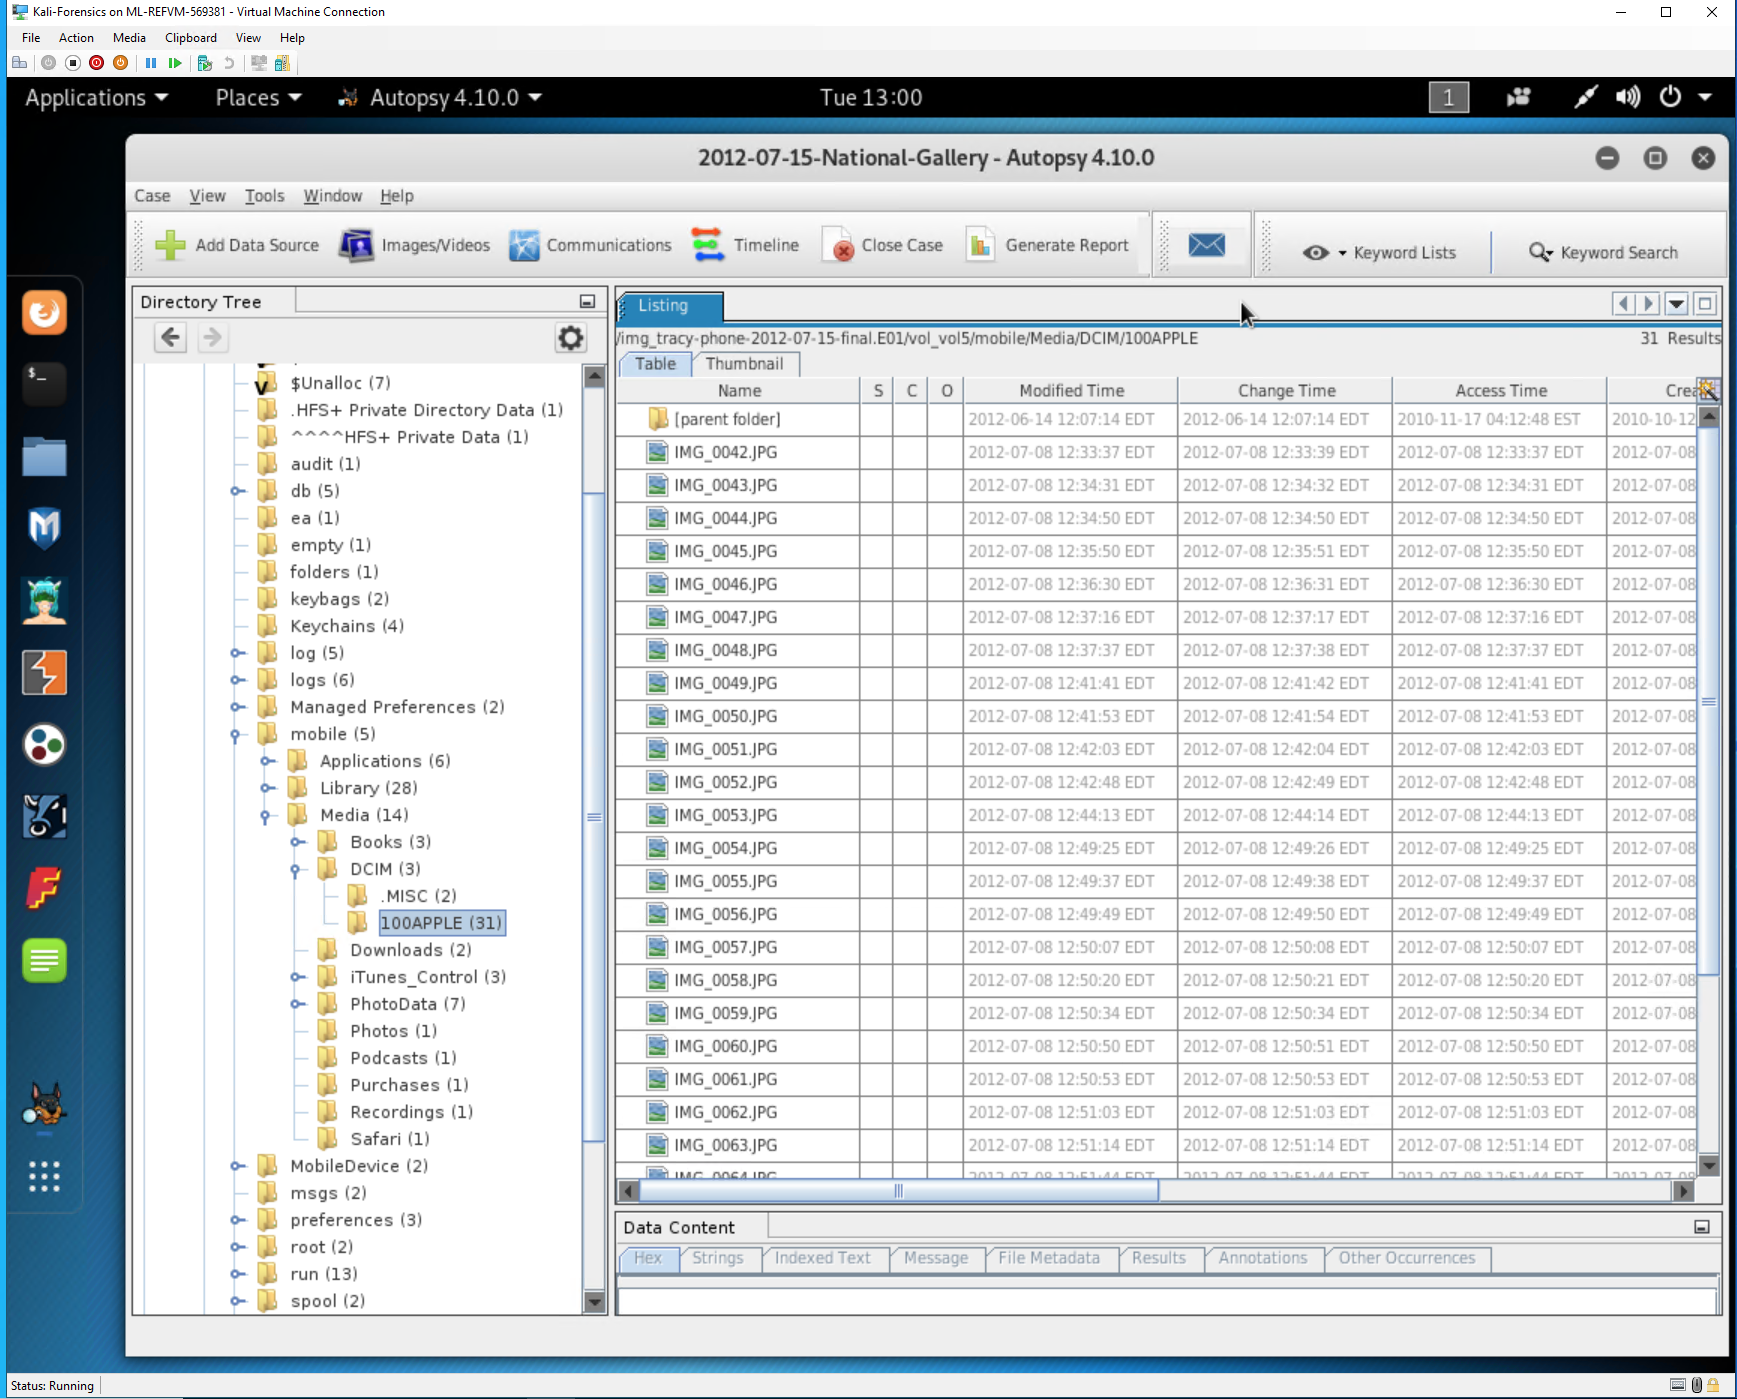 Kali-Forensics on ML-REFVM-569381 - Virtual Machine Connection
File Action Media Clipboard View Help
Applications Places Autopsy 4.10.0 Tue 13:00 1
2012-07-15-National-Gallery - Autopsy 4.10.0
Case View Tools Window Help
Add Data Source Images/Videos Communications Timeline Close Case Generate Report Keyword Lists Keyword Search
Directory Tree
$Unalloc (7)
.HFS+ Private Directory Data (1)
^^^^HFS+ Private Data (1)
audit (1)
db (5)
ea (1)
empty (1)
folders (1)
keybags (2)
Keychains (4)
log (5)
logs (6)
Managed Preferences (2)
mobile (5)
Applications (6)
Library (28)
Media (14)
Books (3)
DCIM (3)
.MISC (2)
100APPLE (31)
Downloads (2)
iTunes_Control (3)
PhotoData (7)
Photos (1)
Podcasts (1)
Purchases (1)
Recordings (1)
Safari (1)
MobileDevice (2)
msgs (2)
preferences (3)
root (2)
run (13)
spool (2)
Listing
/img_tracy-phone-2012-07-15-final.E01/vol_vol5/mobile/Media/DCIM/100APPLE 31 Results
Table Thumbnail
Name S C O Modified Time Change Time Access Time Crea
[parent folder] 2012-06-14 12:07:14 EDT 2012-06-14 12:07:14 EDT 2010-11-17 04:12:48 EST 2010-10-12
IMG_0042.JPG 2012-07-08 12:33:37 EDT 2012-07-08 12:33:39 EDT 2012-07-08 12:33:37 EDT 2012-07-08
IMG_0043.JPG 2012-07-08 12:34:31 EDT 2012-07-08 12:34:32 EDT 2012-07-08 12:34:31 EDT 2012-07-08
IMG_0044.JPG 2012-07-08 12:34:50 EDT 2012-07-08 12:34:50 EDT 2012-07-08 12:34:50 EDT 2012-07-08
IMG_0045.JPG 2012-07-08 12:35:50 EDT 2012-07-08 12:35:51 EDT 2012-07-08 12:35:50 EDT 2012-07-08
IMG_0046.JPG 2012-07-08 12:36:30 EDT 2012-07-08 12:36:31 EDT 2012-07-08 12:36:30 EDT 2012-07-08
IMG_0047.JPG 2012-07-08 12:37:16 EDT 2012-07-08 12:37:17 EDT 2012-07-08 12:37:16 EDT 2012-07-08
IMG_0048.JPG 2012-07-08 12:37:37 EDT 2012-07-08 12:37:38 EDT 2012-07-08 12:37:37 EDT 2012-07-08
IMG_0049.JPG 2012-07-08 12:41:41 EDT 2012-07-08 12:41:42 EDT 2012-07-08 12:41:41 EDT 2012-07-08
IMG_0050.JPG 2012-07-08 12:41:53 EDT 2012-07-08 12:41:54 EDT 2012-07-08 12:41:53 EDT 2012-07-08
IMG_0051.JPG 2012-07-08 12:42:03 EDT 2012-07-08 12:42:04 EDT 2012-07-08 12:42:03 EDT 2012-07-08
IMG_0052.JPG 2012-07-08 12:42:48 EDT 2012-07-08 12:42:49 EDT 2012-07-08 12:42:48 EDT 2012-07-08
IMG_0053.JPG 2012-07-08 12:44:13 EDT 2012-07-08 12:44:14 EDT 2012-07-08 12:44:13 EDT 2012-07-08
IMG_0054.JPG 2012-07-08 12:49:25 EDT 2012-07-08 12:49:26 EDT 2012-07-08 12:49:25 EDT 2012-07-08
IMG_0055.JPG 2012-07-08 12:49:37 EDT 2012-07-08 12:49:38 EDT 2012-07-08 12:49:37 EDT 2012-07-08
IMG_0056.JPG 2012-07-08 12:49:49 EDT 2012-07-08 12:49:50 EDT 2012-07-08 12:49:49 EDT 2012-07-08
IMG_0057.JPG 2012-07-08 12:50:07 EDT 2012-07-08 12:50:08 EDT 2012-07-08 12:50:07 EDT 2012-07-08
IMG_0058.JPG 2012-07-08 12:50:20 EDT 2012-07-08 12:50:21 EDT 2012-07-08 12:50:20 EDT 2012-07-08
IMG_0059.JPG 2012-07-08 12:50:34 EDT 2012-07-08 12:50:34 EDT 2012-07-08 12:50:34 EDT 2012-07-08
IMG_0060.JPG 2012-07-08 12:50:50 EDT 2012-07-08 12:50:51 EDT 2012-07-08 12:50:50 EDT 2012-07-08
IMG_0061.JPG 2012-07-08 12:50:53 EDT 2012-07-08 12:50:53 EDT 2012-07-08 12:50:53 EDT 2012-07-08
IMG_0062.JPG 2012-07-08 12:51:03 EDT 2012-07-08 12:51:03 EDT 2012-07-08 12:51:03 EDT 2012-07-08
IMG_0063.JPG 2012-07-08 12:51:14 EDT 2012-07-08 12:51:14 EDT 2012-07-08 12:51:14 EDT 2012-07-08
IMG_0064.JPG 2012-07-08 12:51:44 EDT 2012-07-08 12:51:44 EDT 2012-07-08 12:51:44 EDT 2012-07-08
Data Content
Hex Strings Indexed Text Message File Metadata Results Annotations Other Occurrences
Status: Running